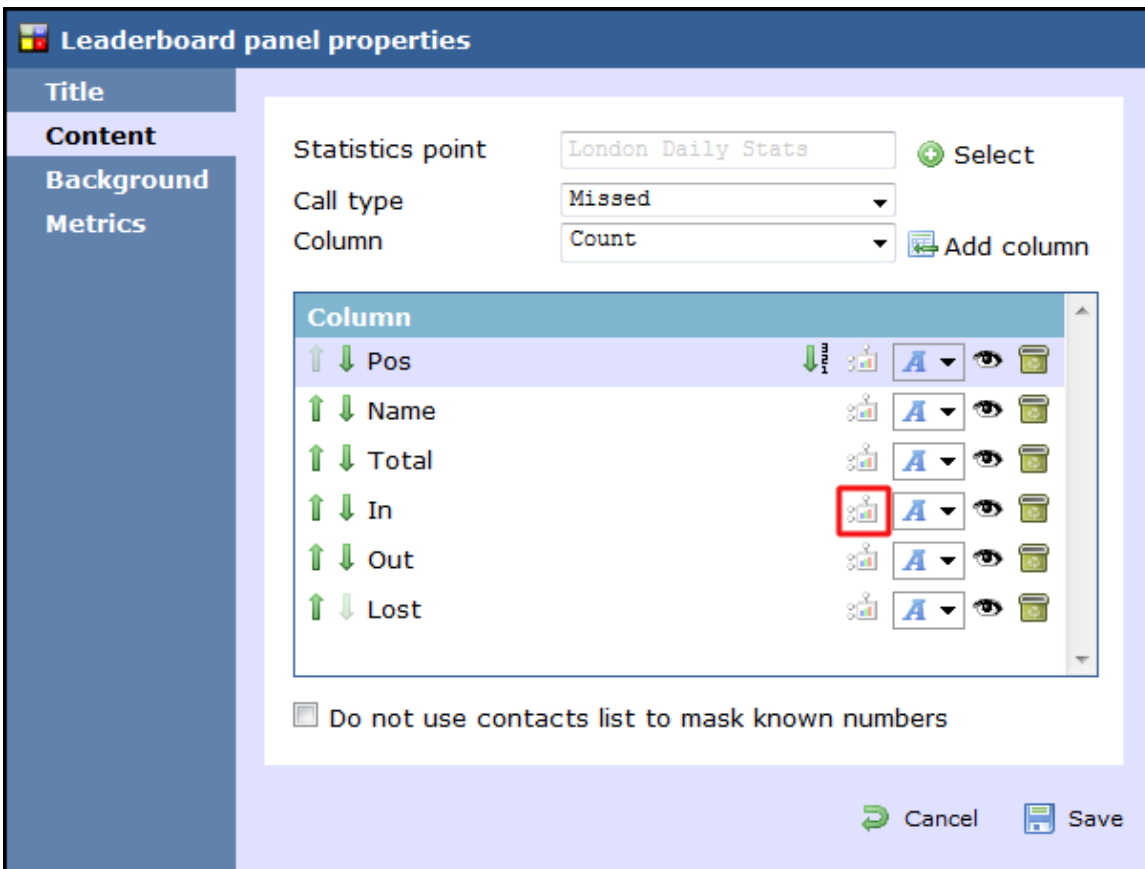 Leaderboard panel properties
Title
Content
Background
Metrics
Statistics point London Daily Stats Select
Call type Missed
Column Count Add column
Column
Pos
Name
Total
In
Out
Lost
Do not use contacts list to mask known numbers
Cancel Save